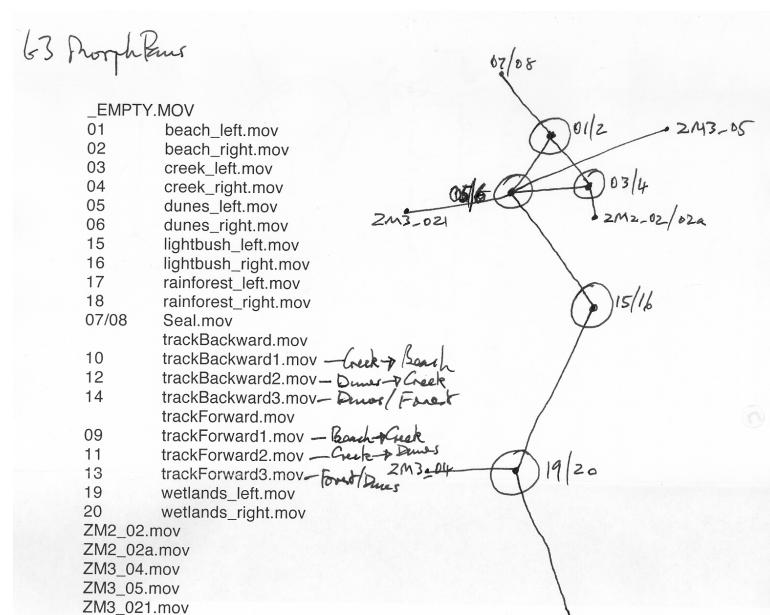 G3 Morph Pairs
_EMPTY.MOV
01 beach_left.mov
02 beach_right.mov
03 creek_left.mov
04 creek_right.mov
05 dunes_left.mov
06 dunes_right.mov
15 lightbush_left.mov
16 lightbush_right.mov
17 rainforest_left.mov
18 rainforest_right.mov
07/08 Seal.mov
trackBackward.mov
10 trackBackward1.mov – Creek → Beach
12 trackBackward2.mov – Dunes → Creek
14 trackBackward3.mov – Dunes / Forest
trackForward.mov
09 trackForward1.mov – Beach → Creek
11 trackForward2.mov – Creek → Dunes
13 trackForward3.mov – Forest/Dunes
19 wetlands_left.mov
20 wetlands_right.mov
ZM2_02.mov
ZM2_02a.mov
ZM3_04.mov
ZM3_05.mov
ZM3_021.mov
07/08
01/2
ZM3_05
03/4
05/6
ZM3_021
ZM2_02/02a
15/16
ZM3_04
19/20